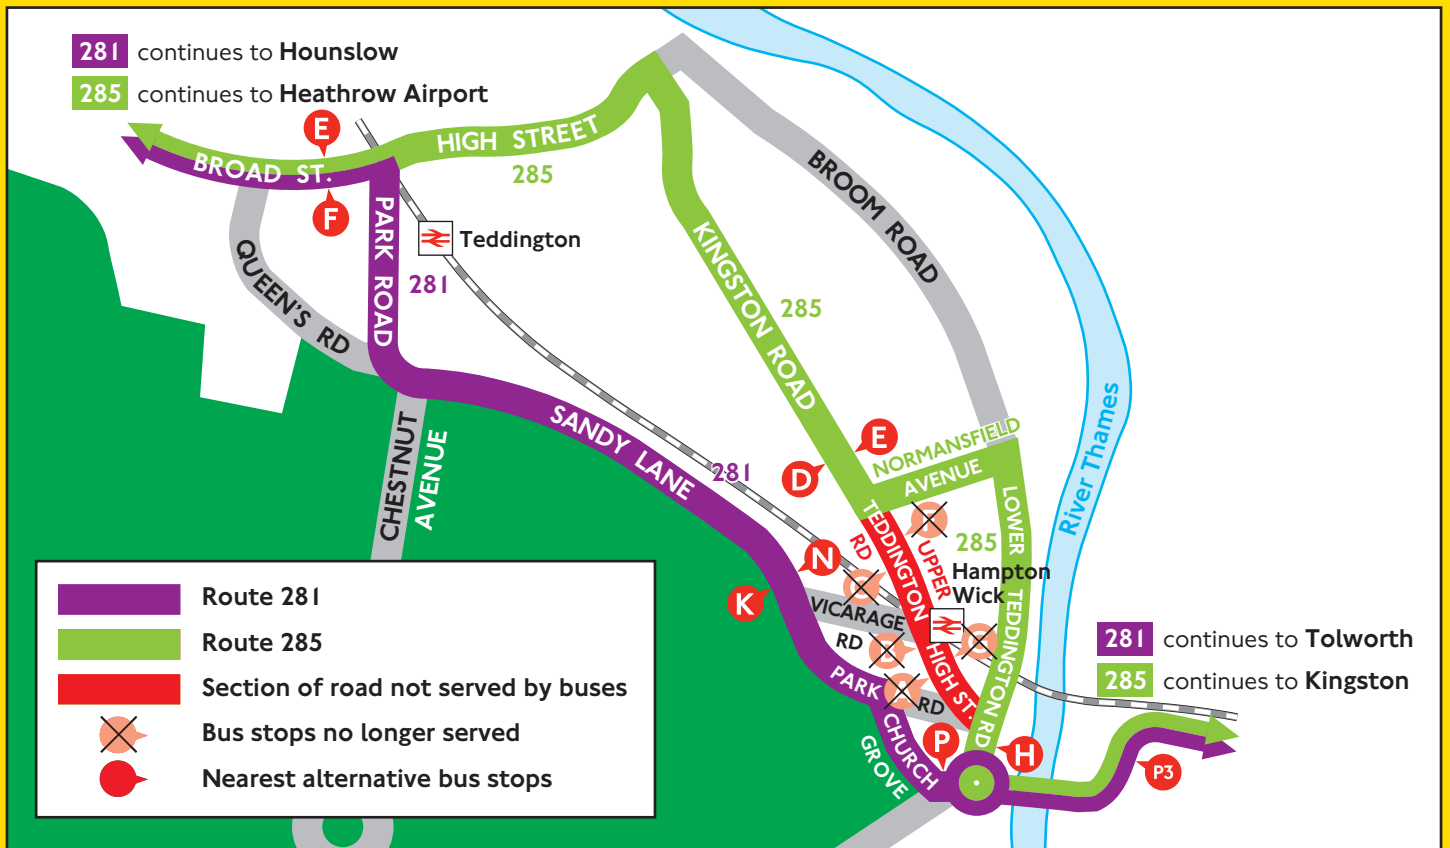 281 continues to Hounslow
285 continues to Heathrow Airport
E
BROAD ST.
F
HIGH STREET
285
PARK ROAD
Teddington
281
QUEEN'S RD
BROOM ROAD
KINGSTON ROAD
285
River Thames
CHESTNUT
AVENUE
SANDY LANE
281
E
D
NORMANSFIELD
AVENUE
LOWER TEDDINGTON RD
285
UPPER
TEDDINGTON
RD
Hampton
Wick
N
K
VICARAGE
RD
HIGH ST.
PARK
RD
CHURCH
GROVE
P
H
P3
281 continues to Tolworth
285 continues to Kingston
Route 281
Route 285
Section of road not served by buses
Bus stops no longer served
Nearest alternative bus stops